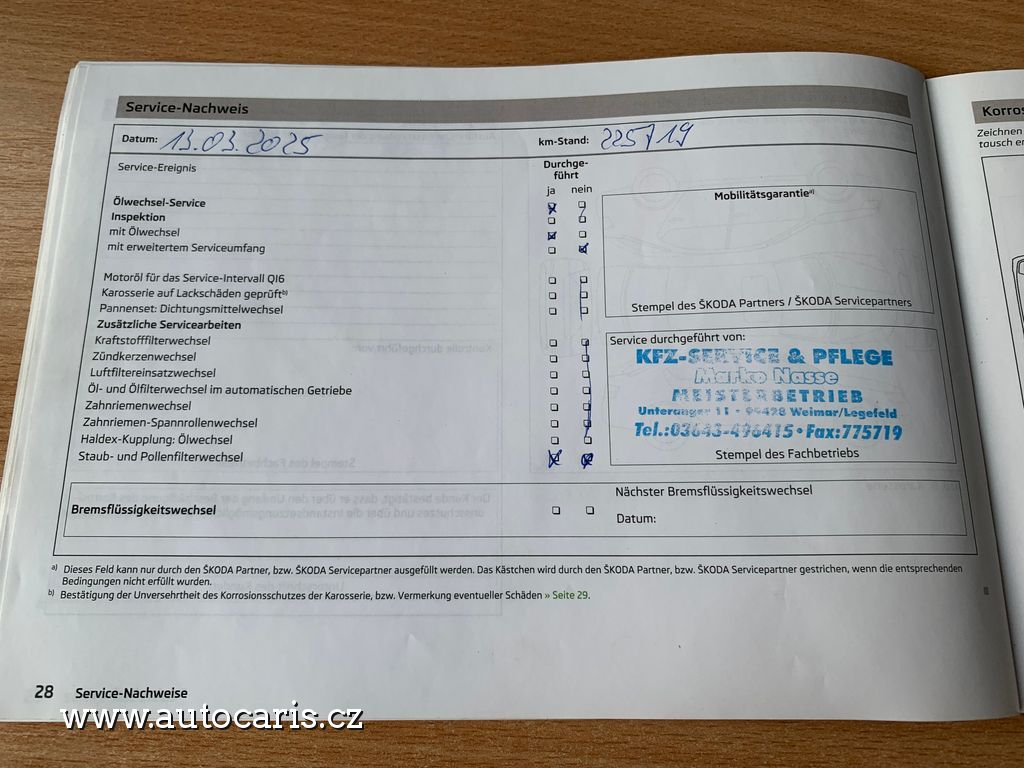 Service-Nachweis
Datum: 13.03.2025 km-Stand: 225719
Service-Ereignis
Durchge-
führt
ja nein
Ölwechsel-Service
Inspektion
mit Ölwechsel
mit erweitertem Serviceumfang
Motoröl für das Service-Intervall QI6
Karosserie auf Lackschäden geprüft b)
Pannenset: Dichtungsmittelwechsel
Zusätzliche Servicearbeiten
Kraftstofffilterwechsel
Zündkerzenwechsel
Luftfiltereinsatzwechsel
Öl- und Ölfilterwechsel im automatischen Getriebe
Zahnriemenwechsel
Zahnriemen-Spannrollenwechsel
Haldex-Kupplung: Ölwechsel
Staub- und Pollenfilterwechsel
Mobilitätsgarantie a)
Stempel des ŠKODA Partners / ŠKODA Servicepartners
Service durchgeführt von:
KFZ-SERVICE & PFLEGE
Marko Nasse
MEISTERBETRIEB
Unteranger 11 - 99428 Weimar/Legefeld
Tel.:03643-496415 • Fax:775719
Stempel des Fachbetriebs
Bremsflüssigkeitswechsel
Nächster Bremsflüssigkeitswechsel
Datum:
a) Dieses Feld kann nur durch den ŠKODA Partner, bzw. ŠKODA Servicepartner ausgefüllt werden. Das Kästchen wird durch den ŠKODA Partner, bzw. ŠKODA Servicepartner gestrichen, wenn die entsprechenden
Bedingungen nicht erfüllt wurden.
b) Bestätigung der Unversehrtheit des Korrosionsschutzes der Karosserie, bzw. Vermerkung eventueller Schäden » Seite 29.
28 Service-Nachweise
Korros
Zeichnen
tausch er
www.autocaris.cz